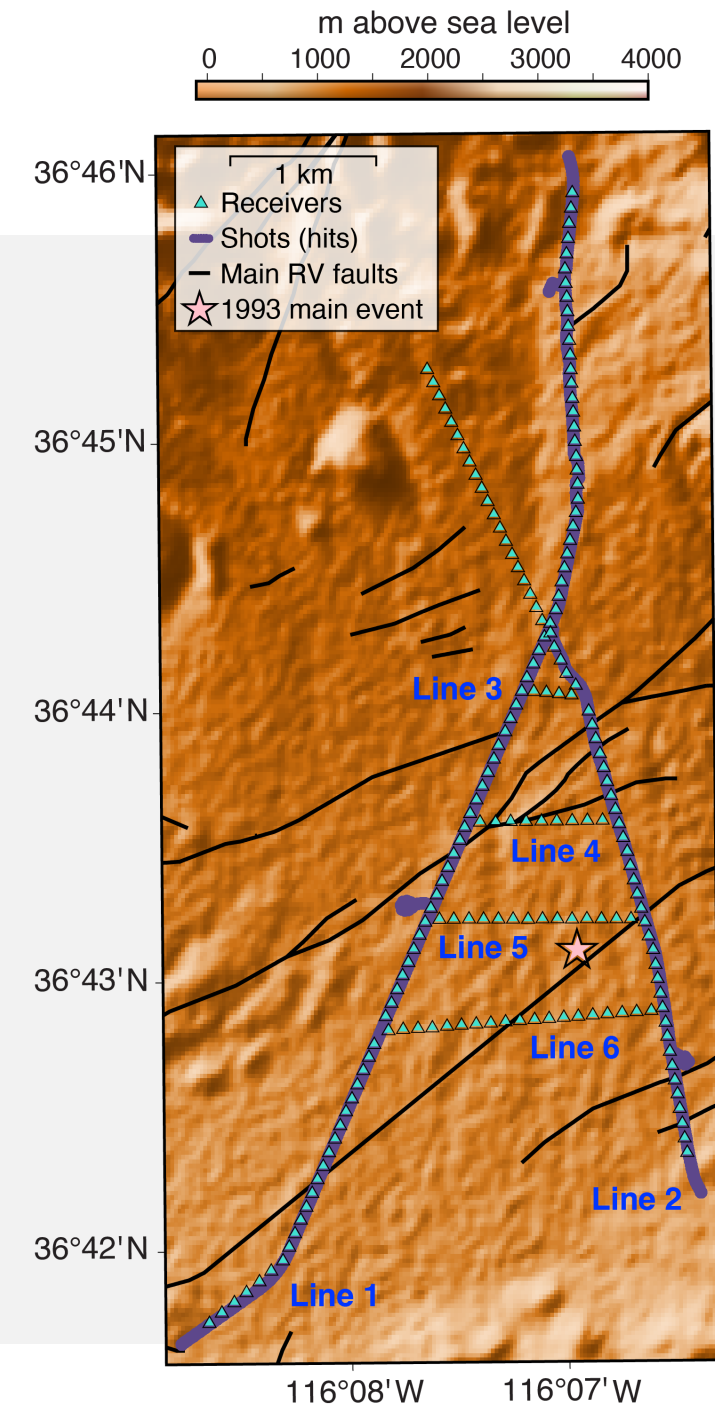 m above sea level
0 1000 2000 3000 4000
36°46'N
1 km
Receivers
Shots (hits)
Main RV faults
1993 main event
36°45'N
Line 3
36°44'N
Line 4
Line 5
36°43'N
Line 6
Line 2
36°42'N
Line 1
116°08'W 116°07'W